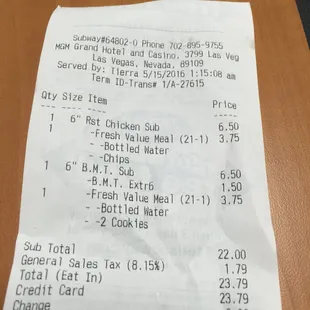 Subway#64802-0 Phone 702-895-9755
MGM Grand Hotel and Casino, 3799 Las Veg
Las Vegas, Nevada, 89109
Served by: Tierra 5/15/2016 1:15:08 am
Term ID-Trans# 1/A-27615
Qty Size Item Price
1 6" Rst Chicken Sub 6.50
1 -Fresh Value Meal (21-1) 3.75
- -Bottled Water
- -Chips
1 6" B.M.T. Sub 6.50
-B.M.T. Extr6 1.50
1 -Fresh Value Meal (21-1) 3.75
- -Bottled Water
- -2 Cookies
Sub Total 22.00
General Sales Tax (8.15%) 1.79
Total (Eat In) 23.79
Credit Card 23.79
Change